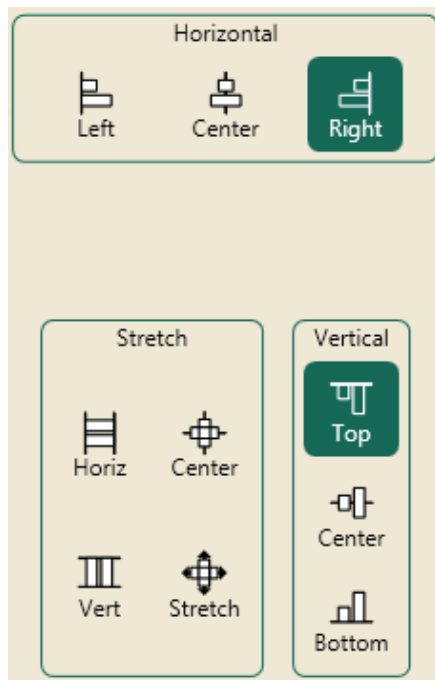 Horizontal
Left Center Right
Stretch
Horiz Center
Vert Stretch
Vertical
Top
Center
Bottom